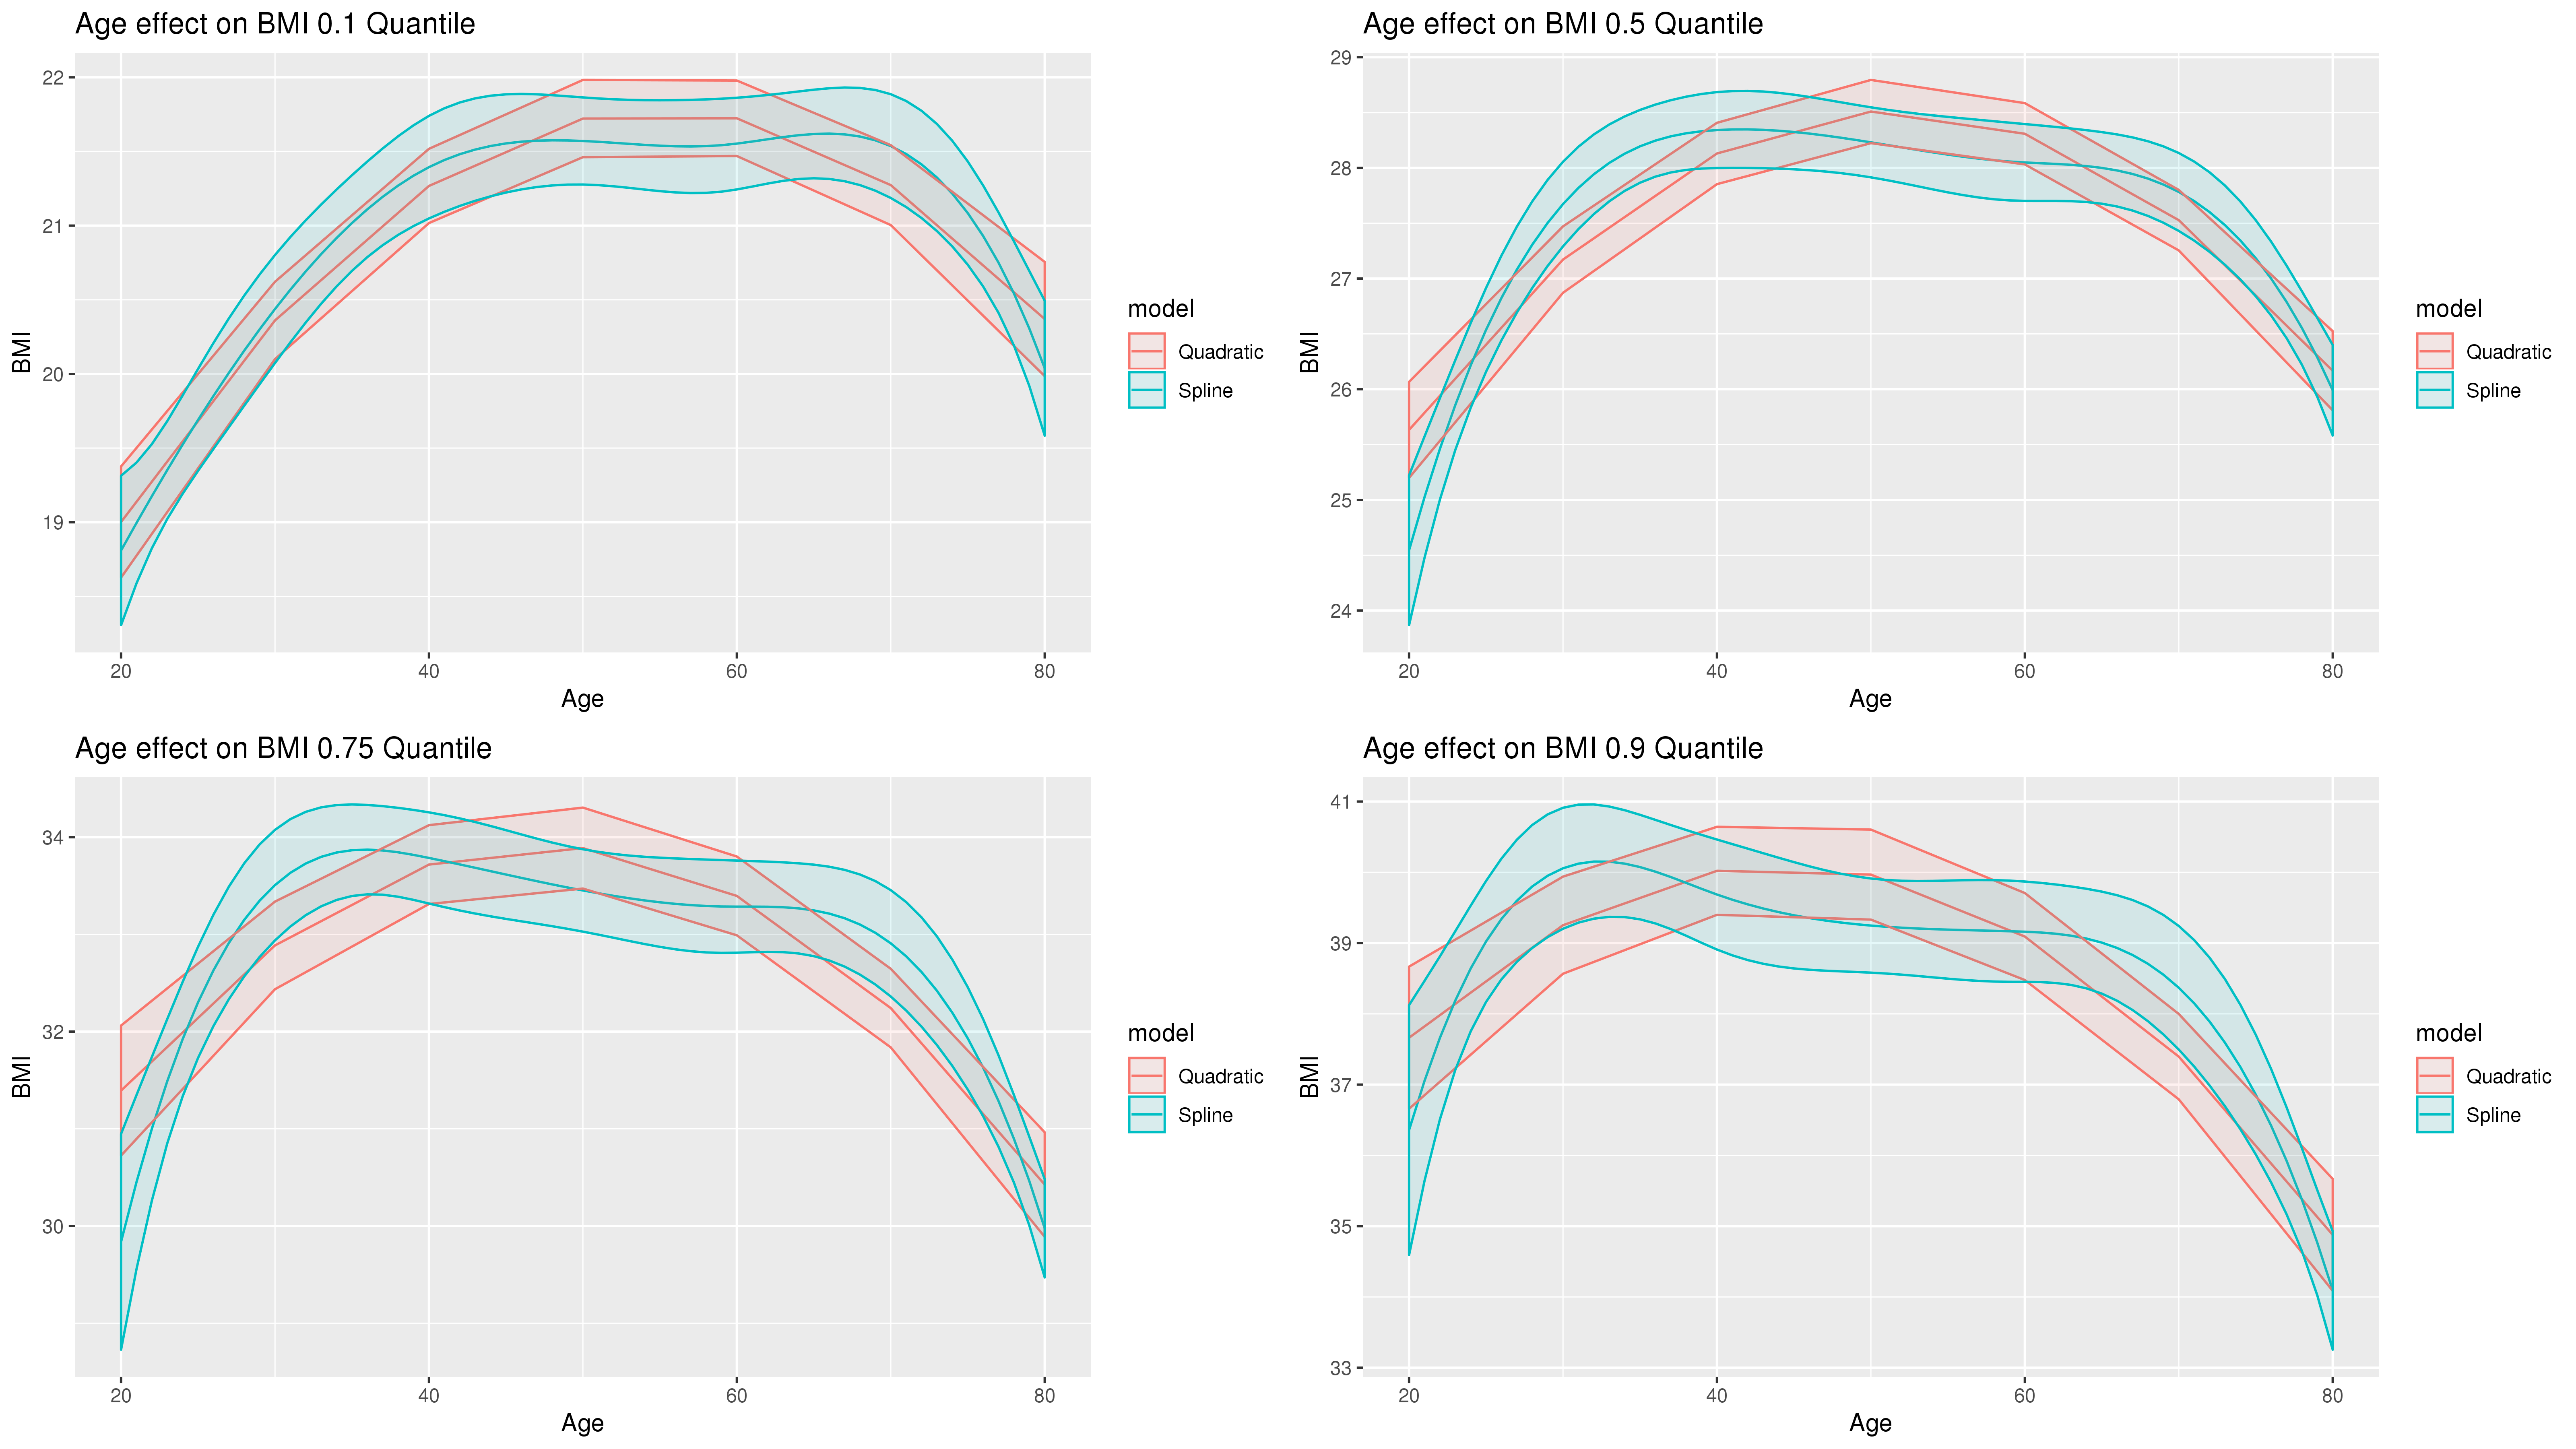 Age effect on BMI 0.1 Quantile
22
21
20
19
BMI
20 40 60 80
Age
model
Quadratic
Spline
Age effect on BMI 0.5 Quantile
29
28
27
26
25
24
BMI
20 40 60 80
Age
model
Quadratic
Spline
Age effect on BMI 0.75 Quantile
34
32
30
BMI
20 40 60 80
Age
model
Quadratic
Spline
Age effect on BMI 0.9 Quantile
41
39
37
35
33
BMI
20 40 60 80
Age
model
Quadratic
Spline